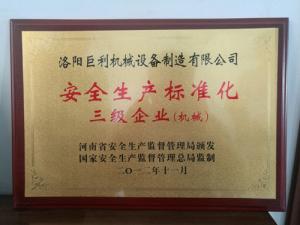 洛阳巨利机械设备制造有限公司
安全生产标准化
三级企业(机械)
河南省安全生产监督管理局颁发
国家安全生产监督管理总局监制
二〇一二年十一月